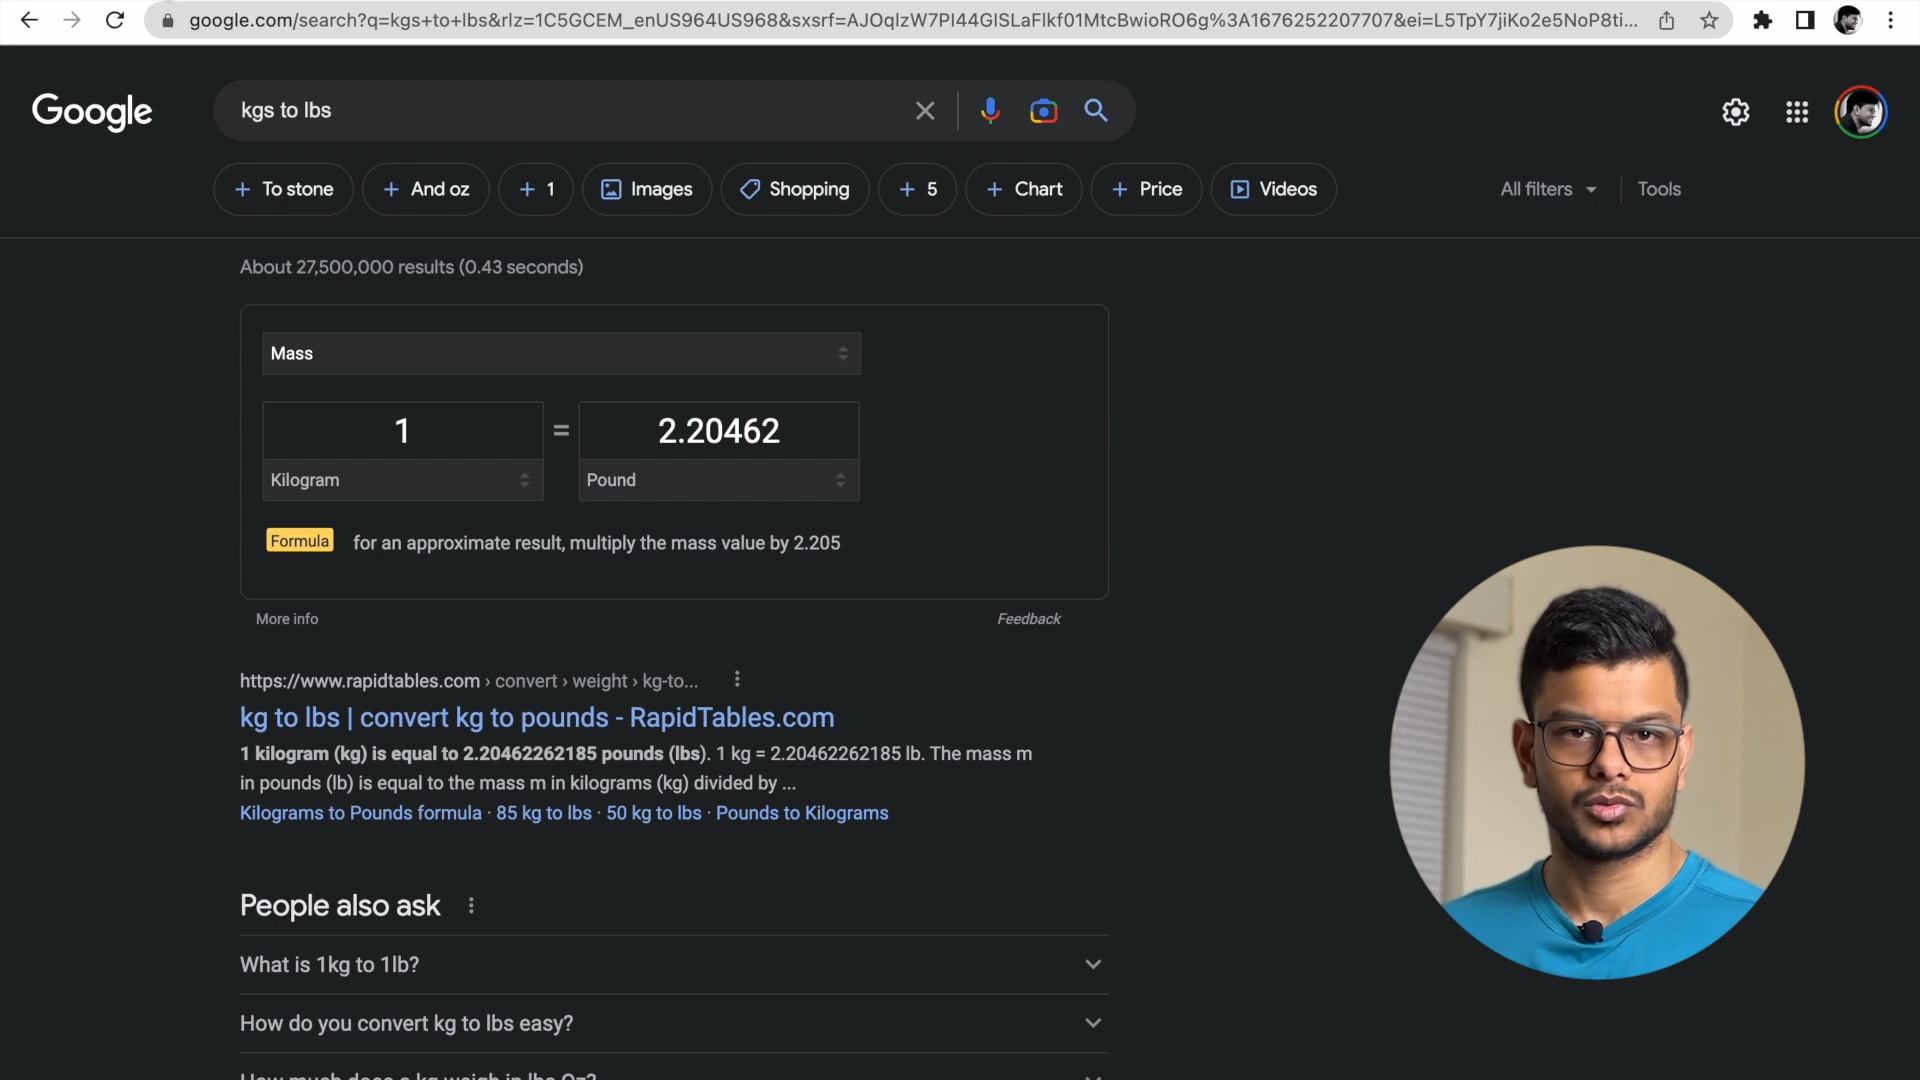 google.com/search?q=kgs+to+lbs&rlz=1C5GCEM_enUS964US968&sxsrf=AJOqlzW7PI44GlSLaFlkf01MtcBwioRO6g%3A1676252207707&ei=L5TpY7jiKo2e5NoP8ti...
Google
kgs to lbs
To stone
And oz
1
Images
Shopping
5
Chart
Price
Videos
All filters
Tools
About 27,500,000 results (0.43 seconds)
Mass
1 = 2.20462
Kilogram
Pound
Formula for an approximate result, multiply the mass value by 2.205
More info
Feedback
https://www.rapidtables.com › convert › weight › kg-to...
kg to lbs | convert kg to pounds - RapidTables.com
1 kilogram (kg) is equal to 2.20462262185 pounds (lbs). 1 kg = 2.20462262185 lb. The mass m
in pounds (lb) is equal to the mass m in kilograms (kg) divided by ...
Kilograms to Pounds formula · 85 kg to lbs · 50 kg to lbs · Pounds to Kilograms
People also ask
What is 1kg to 1lb?
How do you convert kg to lbs easy?